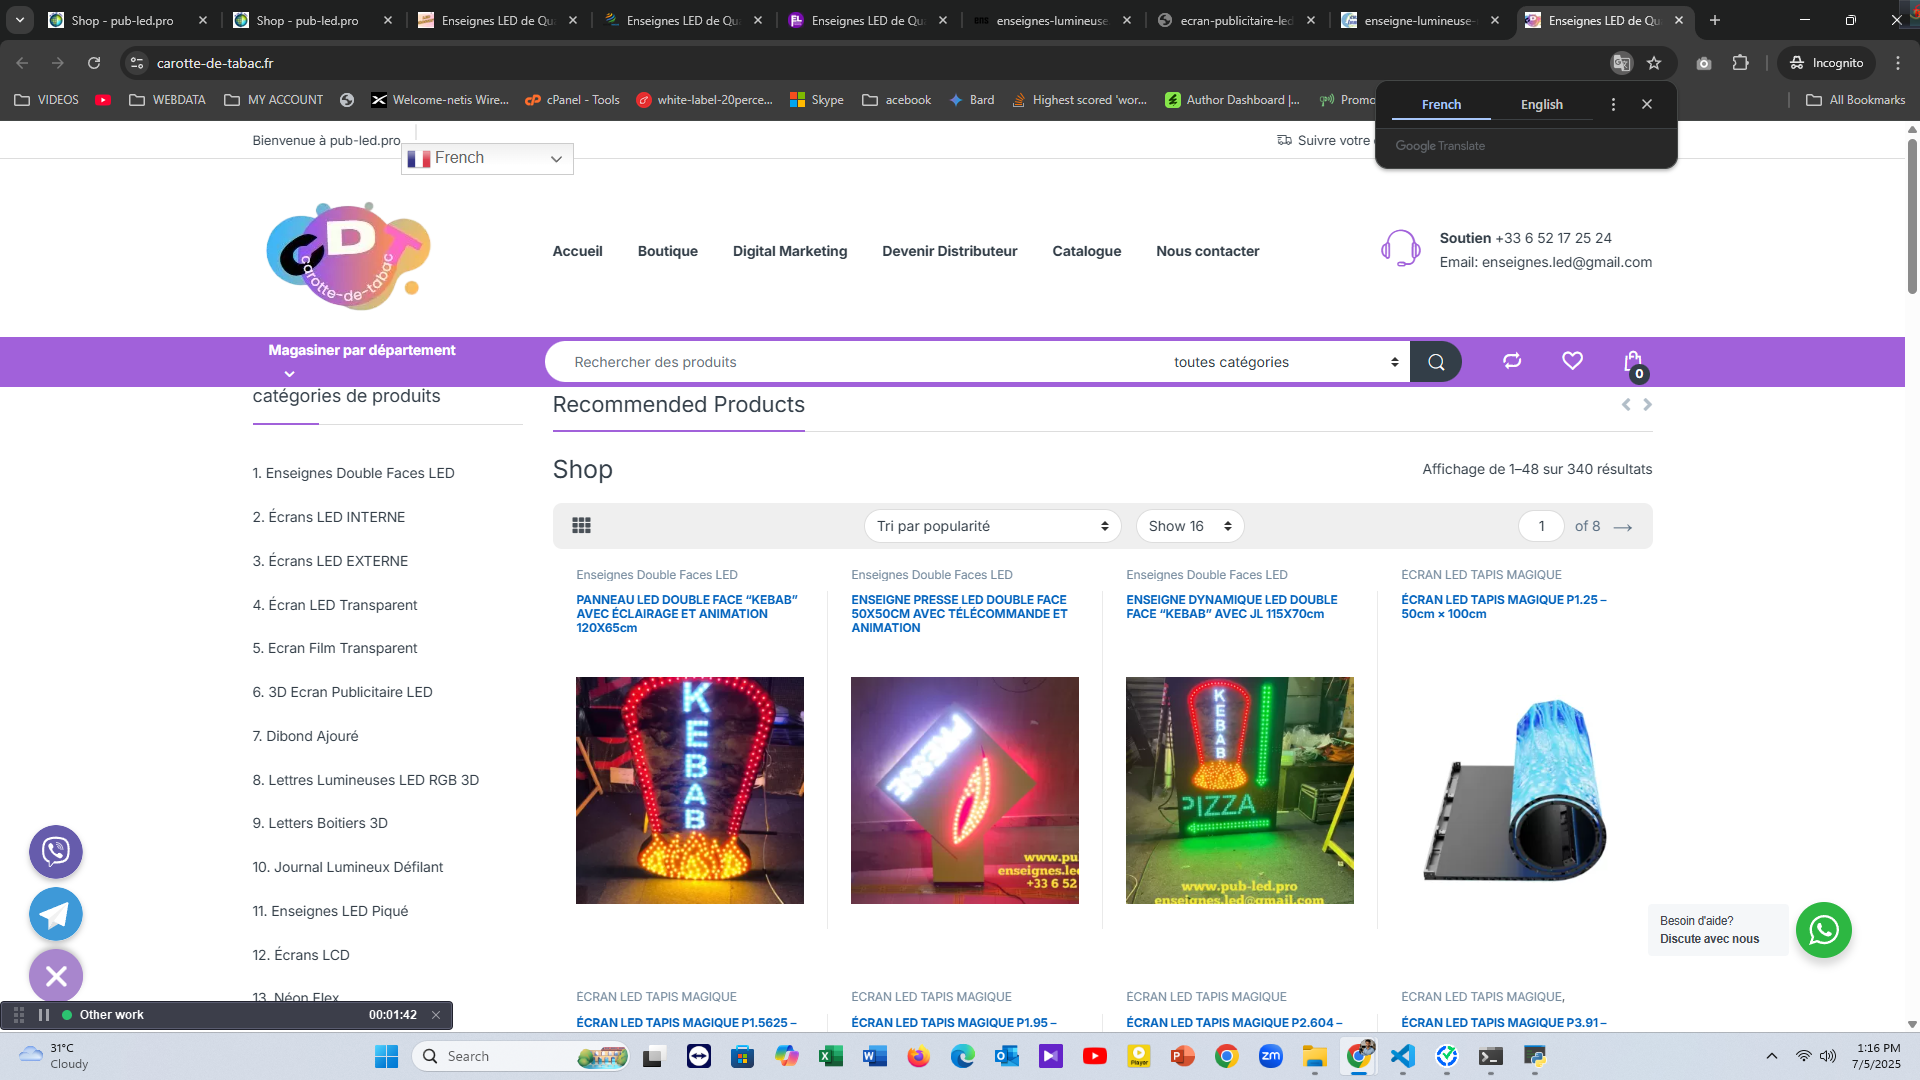 Shop - pub-led.pro
Shop - pub-led.pro
Enseignes LED de Qu
Enseignes LED de Qu
Enseignes LED de Qu
enseignes-lumineuse
ecran-publicitaire-led
enseigne-lumineuse-
Enseignes LED de Qu
carotte-de-tabac.fr
Incognito
VIDEOS
WEBDATA
MY ACCOUNT
Welcome-netis Wire...
cPanel - Tools
white-label-20perce...
Skype
acebook
Bard
Highest scored 'wor...
Author Dashboard |...
Promo
All Bookmarks
French
English
Google Translate
Bienvenue à pub-led.pro
French
Suivre votre
CDT
carotte-de-tabac
Accueil
Boutique
Digital Marketing
Devenir Distributeur
Catalogue
Nous contacter
Soutien +33 6 52 17 25 24
Email: enseignes.led@gmail.com
Magasiner par département
Rechercher des produits
toutes catégories
0
catégories de produits
1. Enseignes Double Faces LED
2. Écrans LED INTERNE
3. Écrans LED EXTERNE
4. Écran LED Transparent
5. Ecran Film Transparent
6. 3D Ecran Publicitaire LED
7. Dibond Ajouré
8. Lettres Lumineuses LED RGB 3D
9. Letters Boitiers 3D
10. Journal Lumineux Défilant
11. Enseignes LED Piqué
12. Écrans LCD
13. Néon Flex
Recommended Products
Shop
Affichage de 1–48 sur 340 résultats
Tri par popularité
Show 16
1
of 8 →
Enseignes Double Faces LED
PANNEAU LED DOUBLE FACE “KEBAB”
AVEC ÉCLAIRAGE ET ANIMATION
120X65cm
KEBAB
Enseignes Double Faces LED
ENSEIGNE PRESSE LED DOUBLE FACE
50X50CM AVEC TÉLÉCOMMANDE ET
ANIMATION
PRESSE
www.pu
enseignes.led
+33 6 52
Enseignes Double Faces LED
ENSEIGNE DYNAMIQUE LED DOUBLE
FACE “KEBAB” AVEC JL 115X70cm
KEBAB
PIZZA
www.pub-led.pro
enseignes.led@gmail.com
ÉCRAN LED TAPIS MAGIQUE
ÉCRAN LED TAPIS MAGIQUE P1.25 –
50cm × 100cm
ÉCRAN LED TAPIS MAGIQUE
ÉCRAN LED TAPIS MAGIQUE P1.5625 –
ÉCRAN LED TAPIS MAGIQUE
ÉCRAN LED TAPIS MAGIQUE P1.95 –
ÉCRAN LED TAPIS MAGIQUE
ÉCRAN LED TAPIS MAGIQUE P2.604 –
ÉCRAN LED TAPIS MAGIQUE,
ÉCRAN LED TAPIS MAGIQUE P3.91 –
Besoin d'aide?
Discute avec nous
Other work
00:01:42
31°C
Cloudy
Search
1:16 PM
7/5/2025